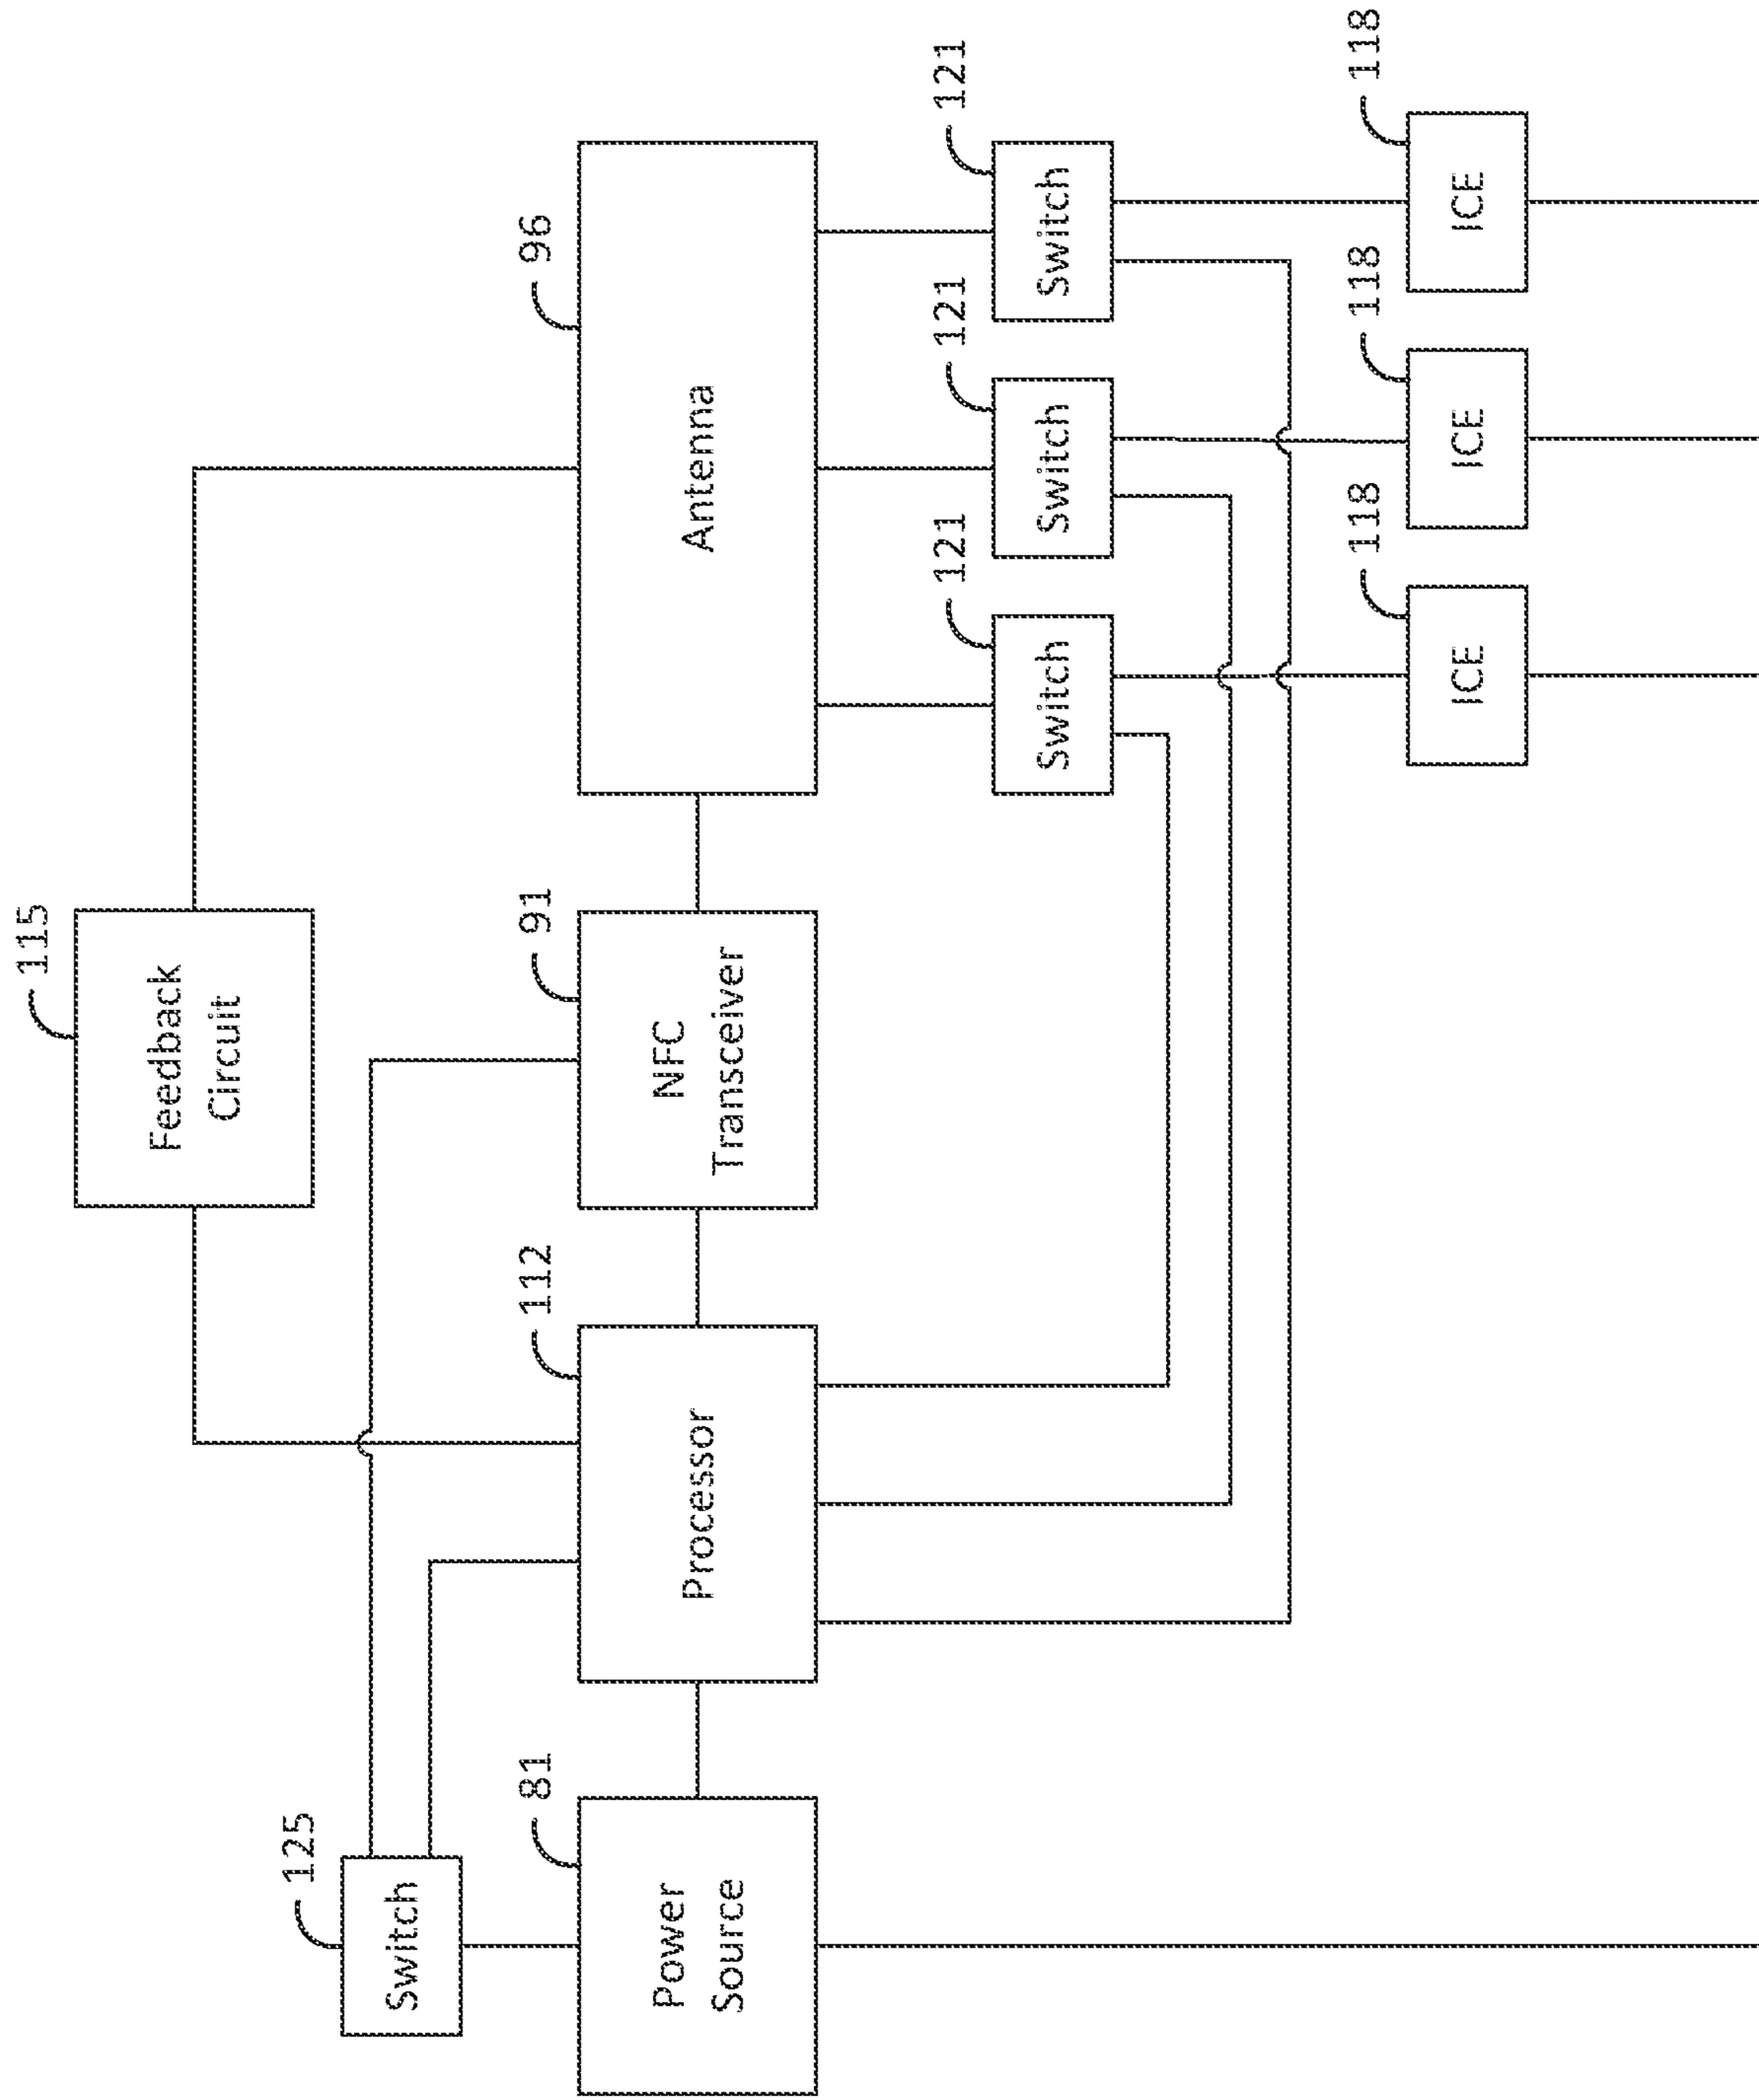 115
Feedback
Circuit
125
Switch
81
Power
Source
112
Processor
91
NFC
Transceiver
96
Antenna
121
Switch
121
Switch
121
Switch
118
ICE
118
ICE
118
ICE